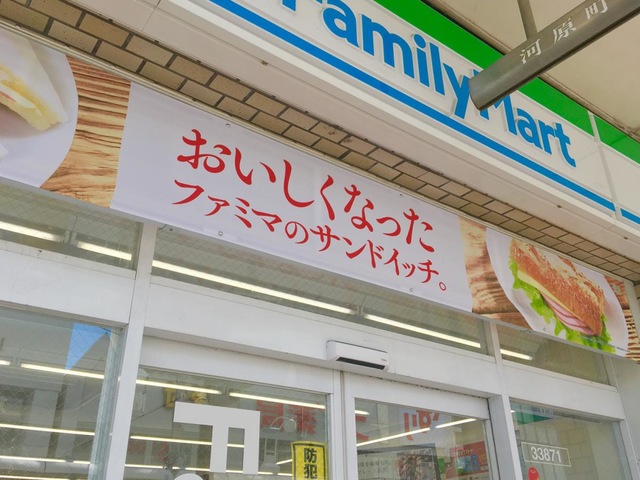 FamilyMart
河原町
おいしくなった
ファミマのサンドイッチ。
防犯
33871